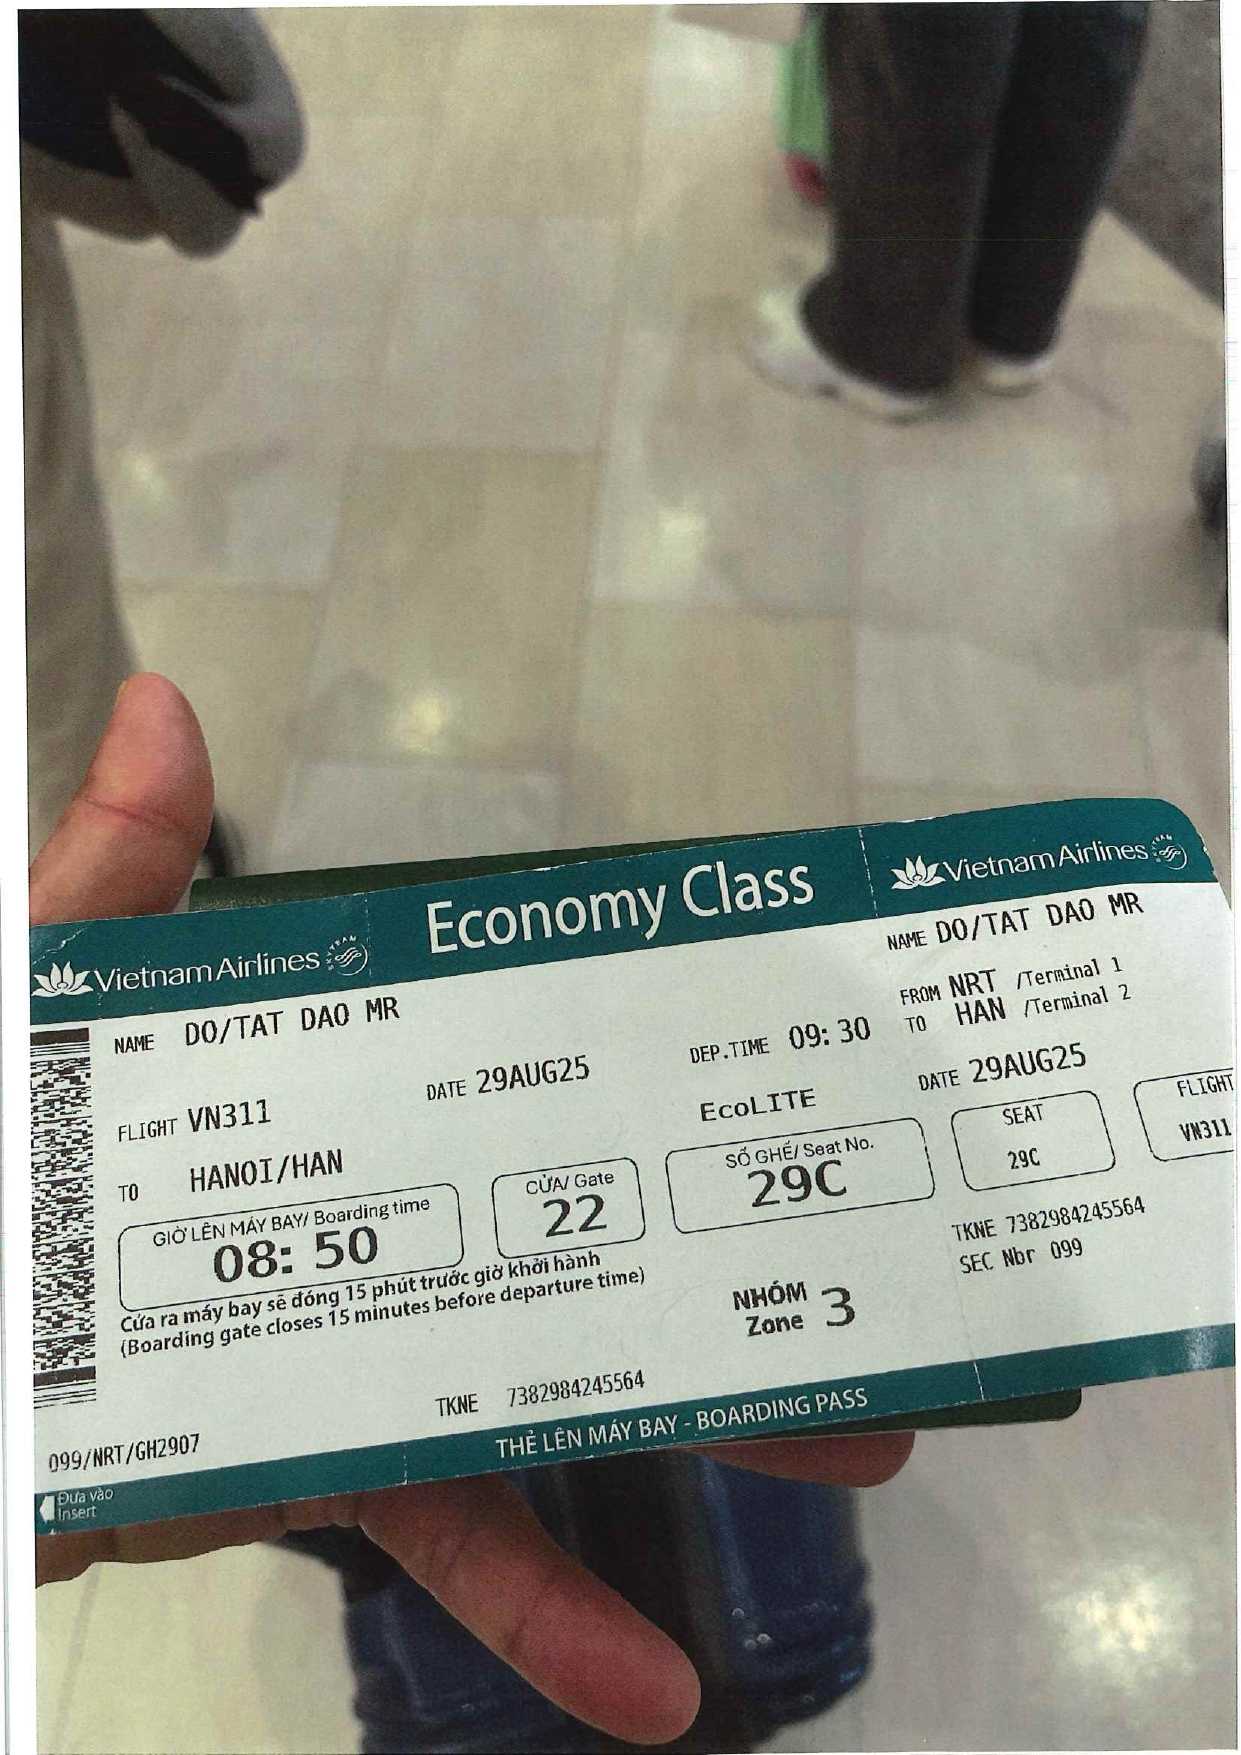 Economy Class
Vietnam Airlines SKYTEAM
Vietnam Airlines
NAME DO/TAT DAO MR
DATE 29AUG25
DEP.TIME 09:30
FLIGHT VN311
EcoLITE
TO HANOI/HAN
GIỜ LÊN MÁY BAY/ Boarding time
08:50
CỬA/ Gate
22
SỐ GHẾ/ Seat No.
29C
Cửa ra máy bay sẽ đóng 15 phút trước giờ khởi hành
(Boarding gate closes 15 minutes before departure time)
NHÓM
Zone 3
TKNE 7382984245564
099/NRT/GH2907
THẺ LÊN MÁY BAY - BOARDING PASS
Đưa vào
Insert
NAME DO/TAT DAO MR
FROM NRT /Terminal 1
TO HAN /Terminal 2
DATE 29AUG25
SEAT
29C
FLIGHT
VN311
TKNE 7382984245564
SEC Nbr 099